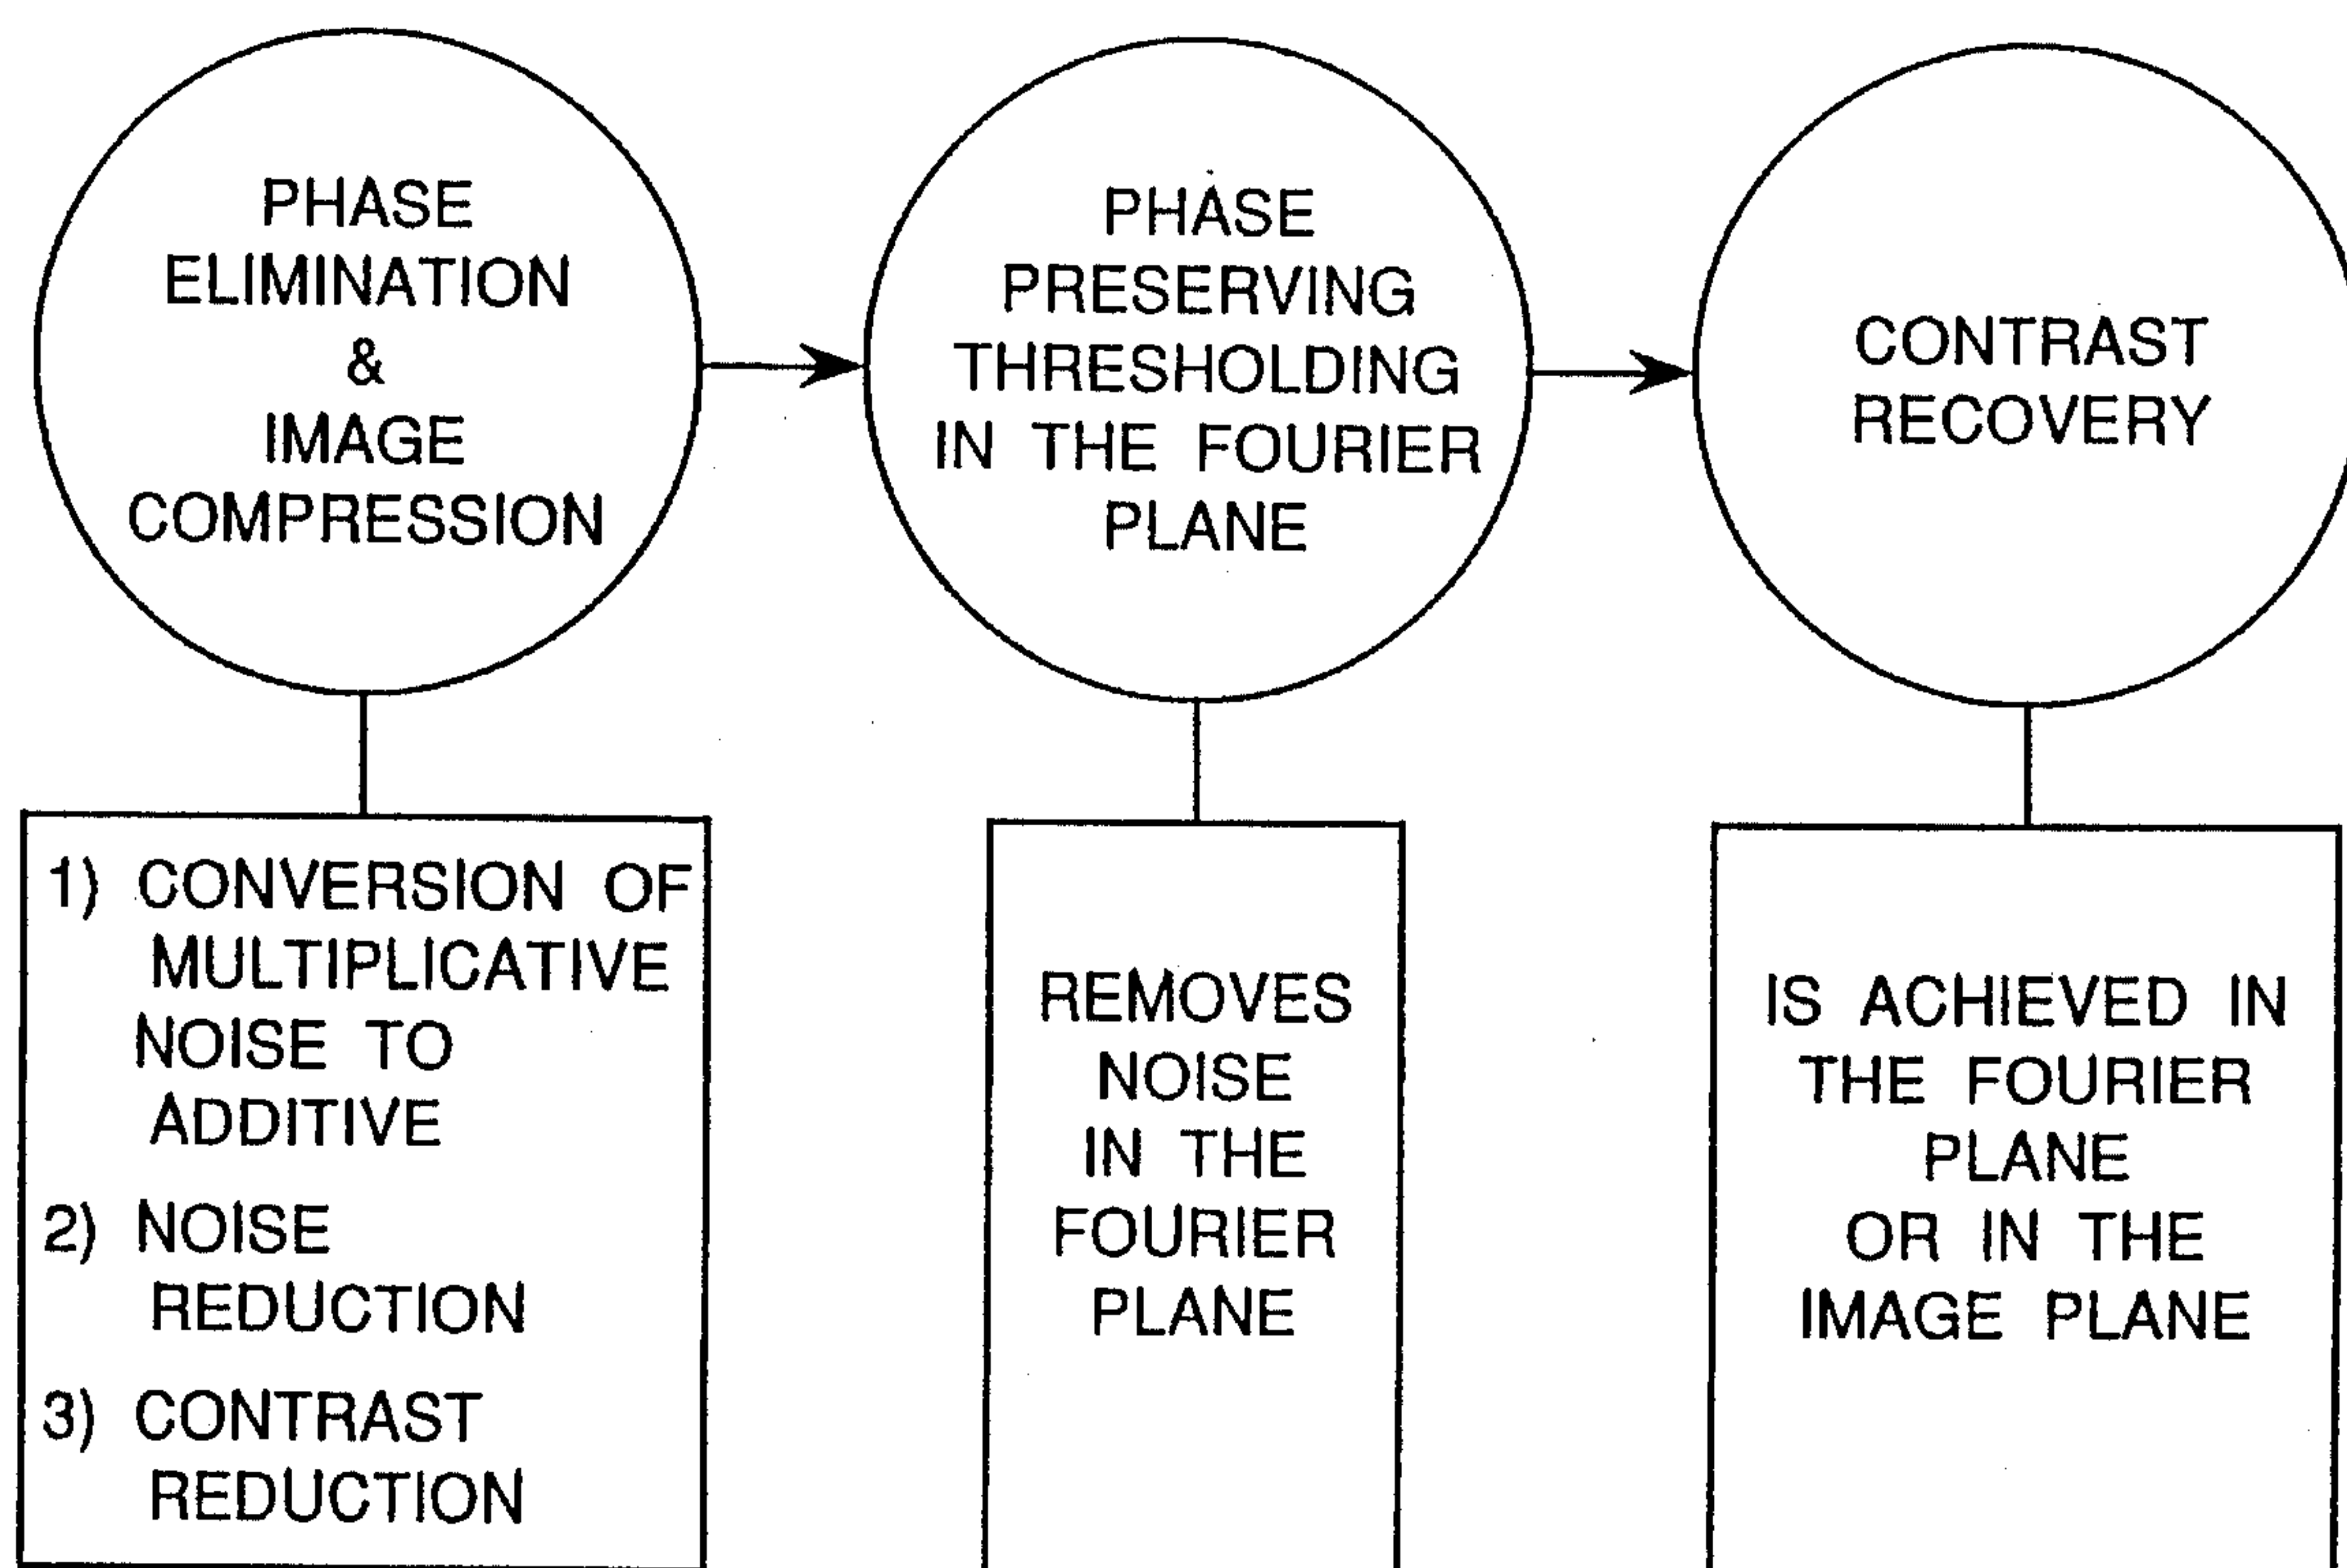 PHASE
ELIMINATION
&
IMAGE
COMPRESSION
PHASE
PRESERVING
THRESHOLDING
IN THE FOURIER
PLANE
CONTRAST
RECOVERY
1) CONVERSION OF
MULTIPLICATIVE
NOISE TO
ADDITIVE
2) NOISE
REDUCTION
3) CONTRAST
REDUCTION
REMOVES
NOISE
IN THE
FOURIER
PLANE
IS ACHIEVED IN
THE FOURIER
PLANE
OR IN THE
IMAGE PLANE